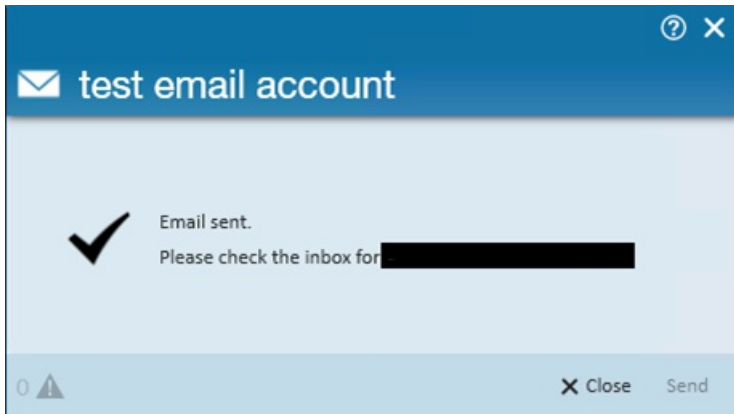 test email account
Email sent.
Please check the inbox for
0
Close
Send